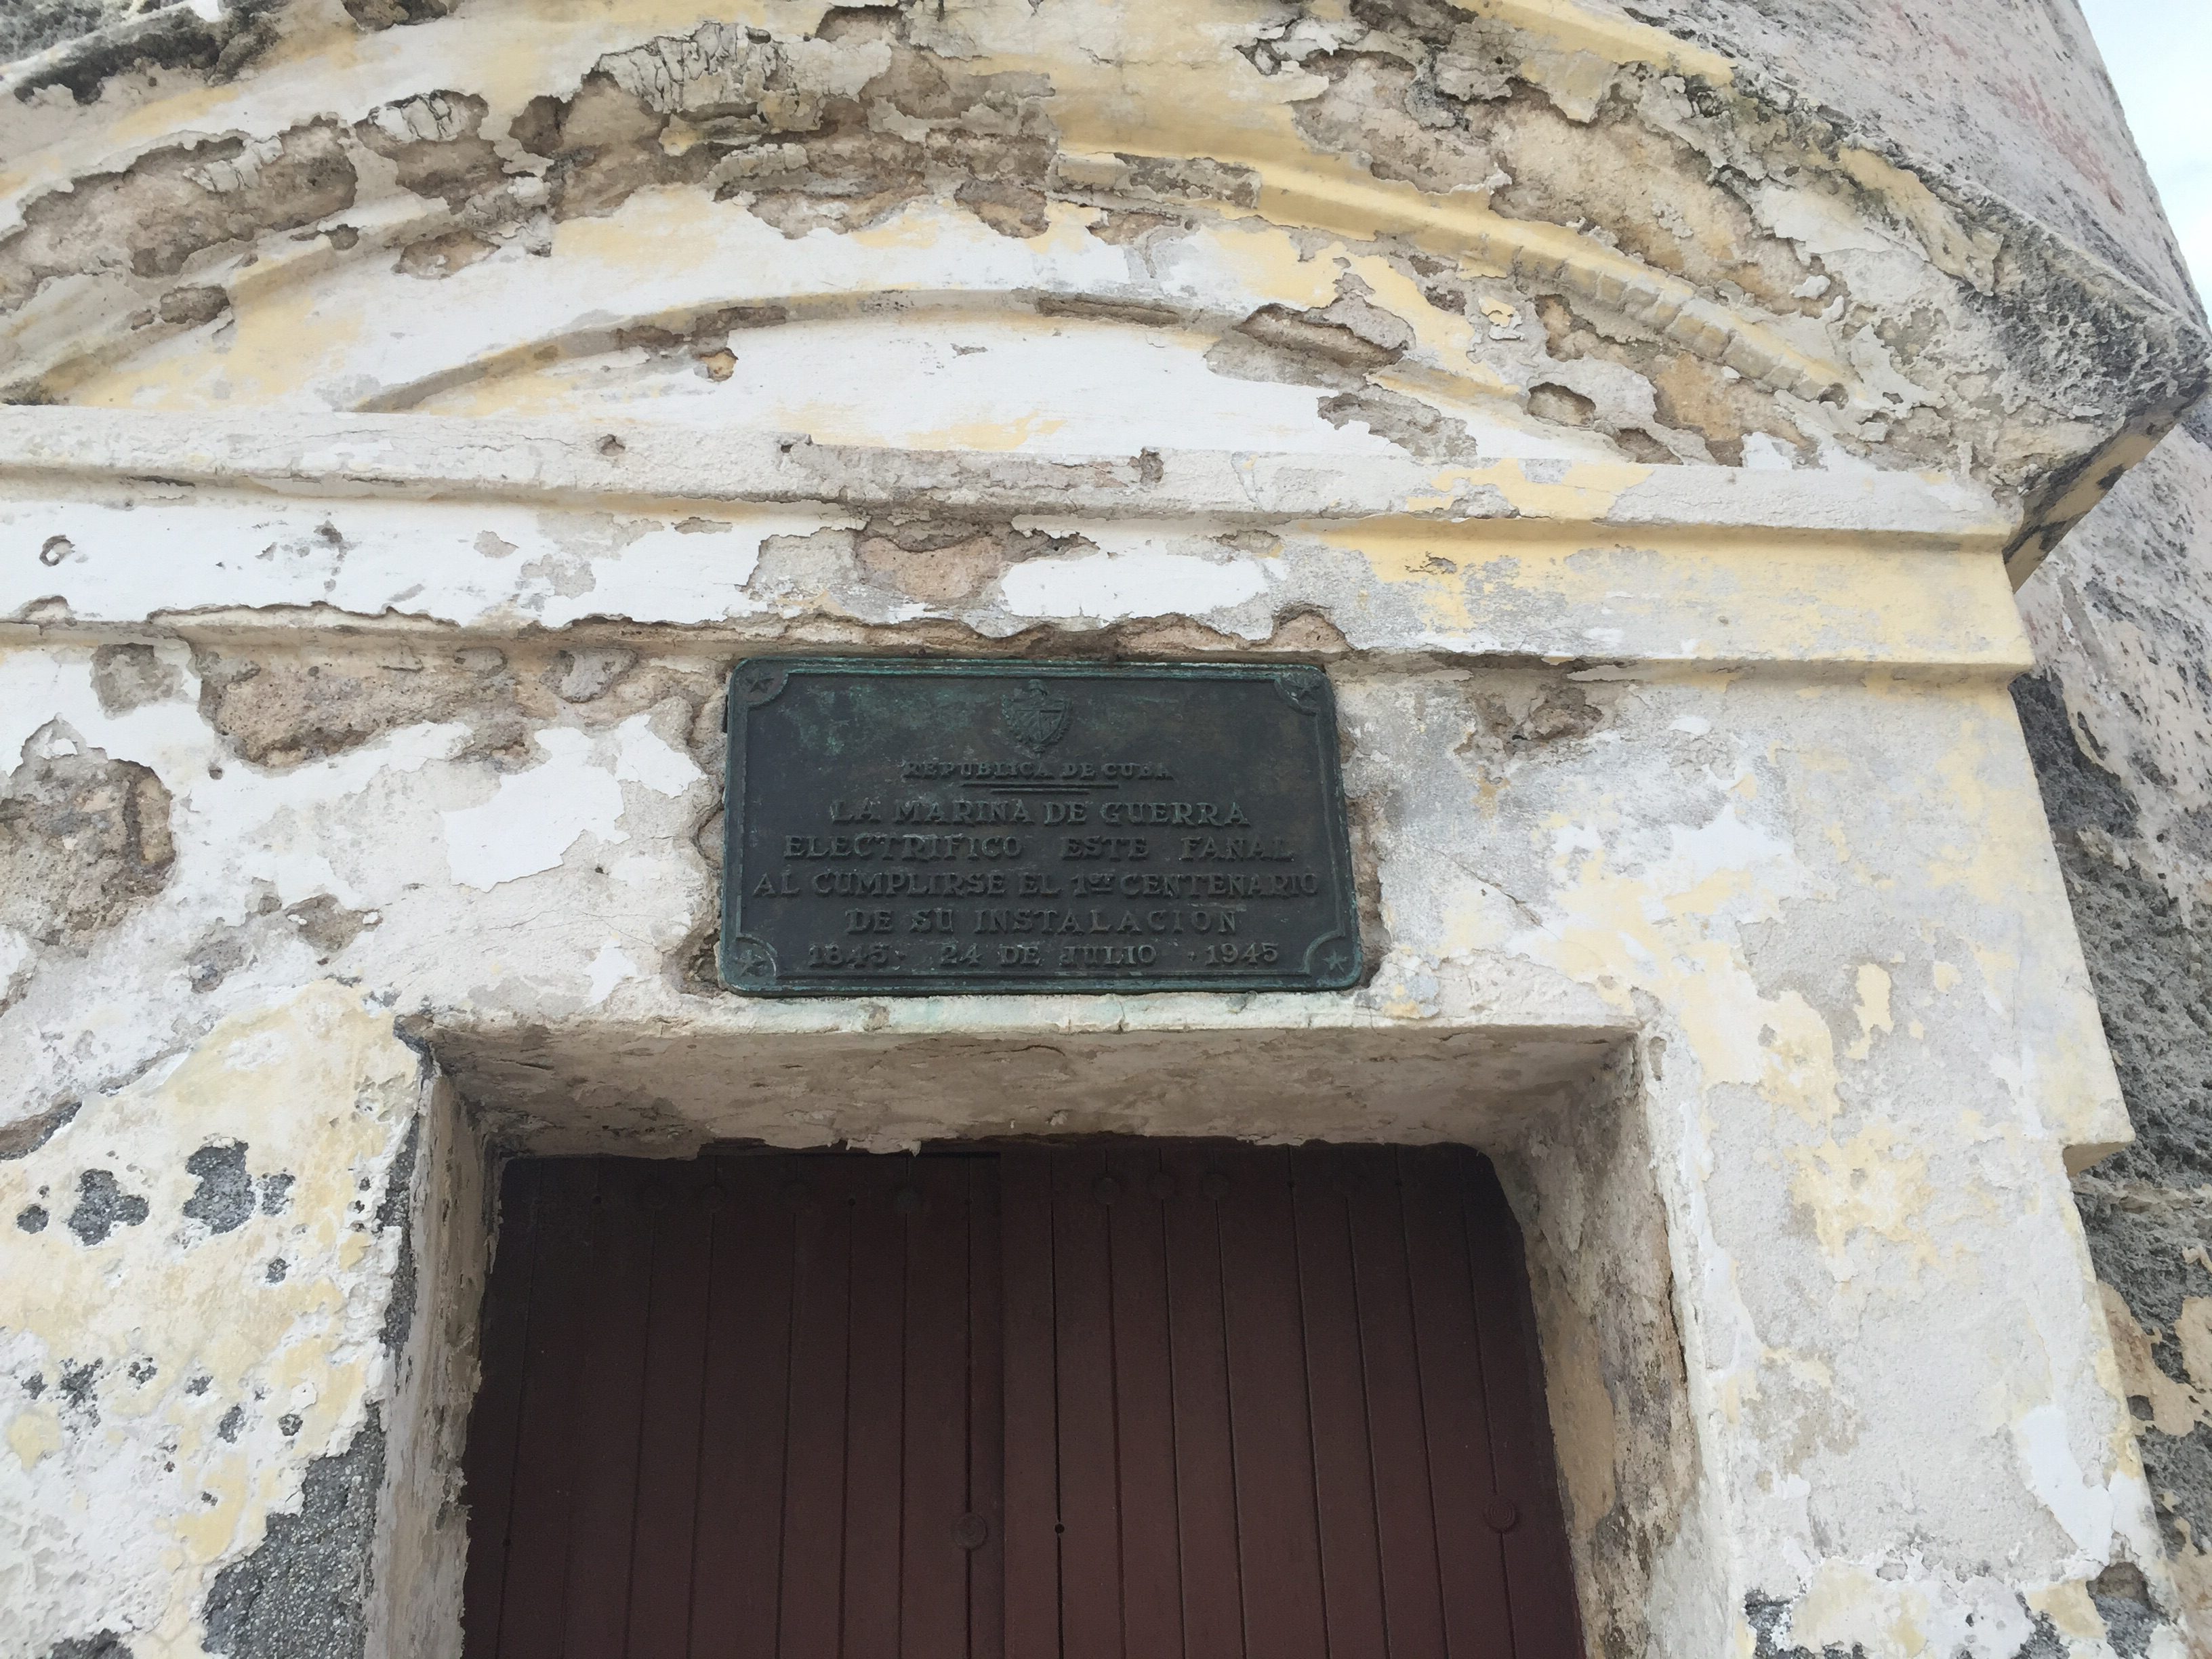 REPUBLICA DE CUBA
LA MARINA DE GUERRA
ELECTRIFICO ESTE FANAL
AL CUMPLIRSE EL 1ER CENTENARIO
DE SU INSTALACION
1845 · 24 DE JULIO · 1945